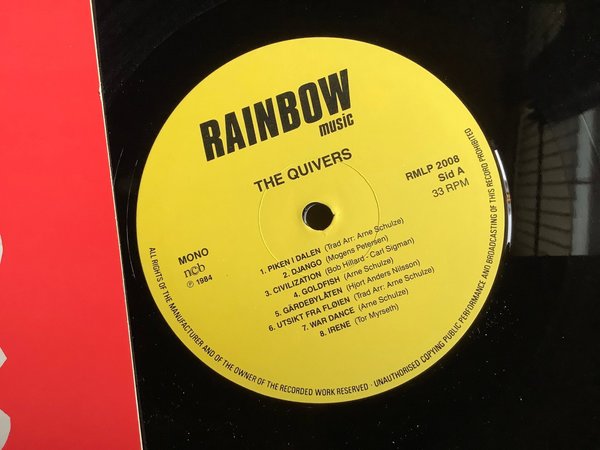 RAINBOW
music
THE QUIVERS
RMLP 2008
Sid A
33 RPM
MONO
ncb
℗ 1984
1. PIKEN I DALEN (Trad Arr: Arne Schulze)
2. DJANGO (Mogens Petersen)
3. CIVILIZATION (Bob Hillard - Carl Sigman)
4. GOLDFISH (Arne Schulze)
5. GÄRDEBYLÅTEN (Hjort Anders Nilsson)
6. UTSIKT FRA FLØIEN (Trad Arr: Arne Schulze)
7. WAR DANCE (Arne Schulze)
8. IRENE (Tor Myrseth)
ALL RIGHTS OF THE MANUFACTURER AND OF THE OWNER OF THE RECORDED WORK RESERVED - UNAUTHORISED COPYING PUBLIC PERFORMANCE AND BROADCASTING OF THIS RECORD PROHIBITED